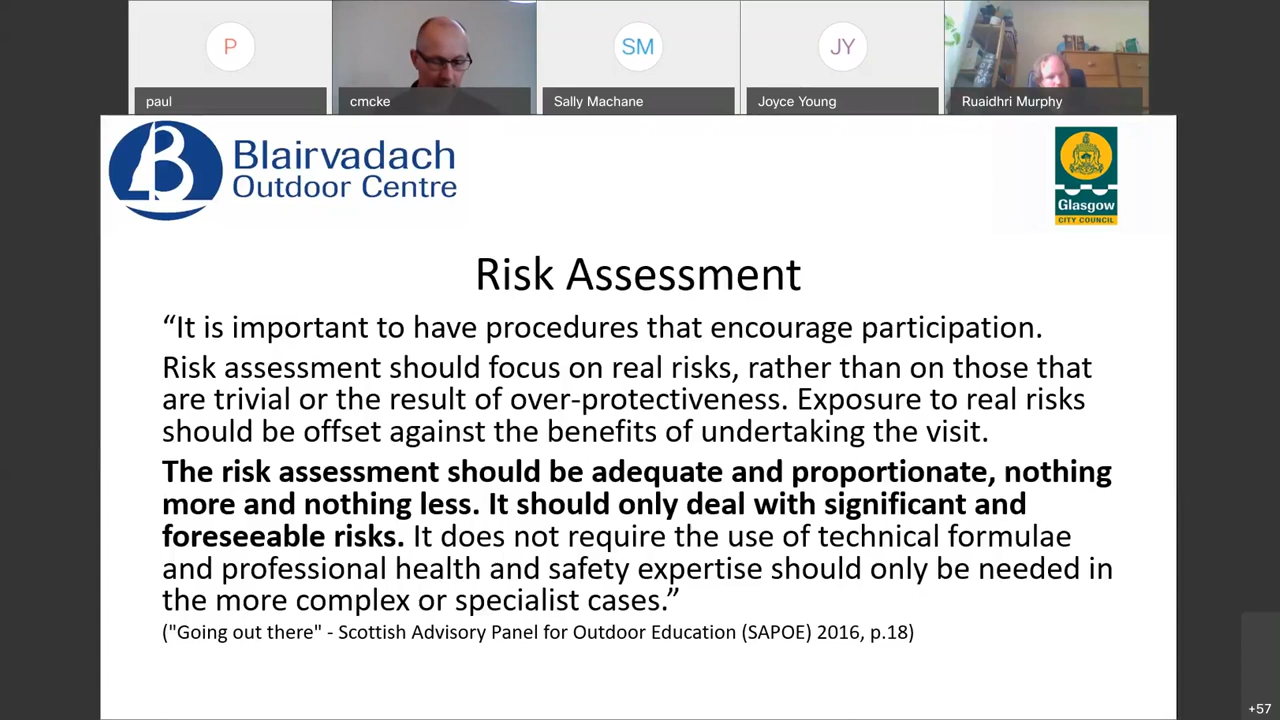 P
SM
JY
paul
cmcke
Sally Machane
Joyce Young
Ruaidhri Murphy
B
Blairvadach
Outdoor Centre
Glasgow
CITY COUNCIL
Risk Assessment
“It is important to have procedures that encourage participation.
Risk assessment should focus on real risks, rather than on those that
are trivial or the result of over-protectiveness. Exposure to real risks
should be offset against the benefits of undertaking the visit.
The risk assessment should be adequate and proportionate, nothing
more and nothing less. It should only deal with significant and
foreseeable risks. It does not require the use of technical formulae
and professional health and safety expertise should only be needed in
the more complex or specialist cases.”
("Going out there" - Scottish Advisory Panel for Outdoor Education (SAPOE) 2016, p.18)
+57